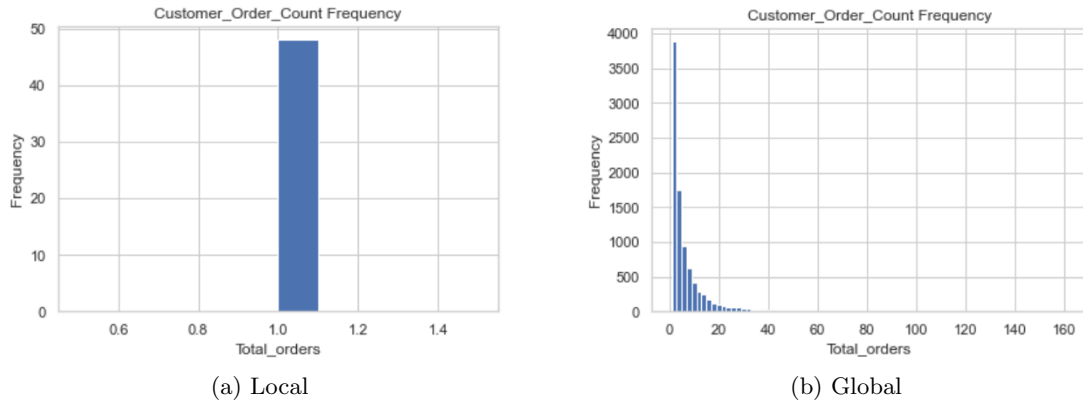 Customer_Order_Count Frequency
50
40
30
20
10
0
Frequency
0.6 0.8 1.0 1.2 1.4
Total_orders
(a) Local
Customer_Order_Count Frequency
4000
3500
3000
2500
2000
1500
1000
500
0
Frequency
0 20 40 60 80 100 120 140 160
Total_orders
(b) Global